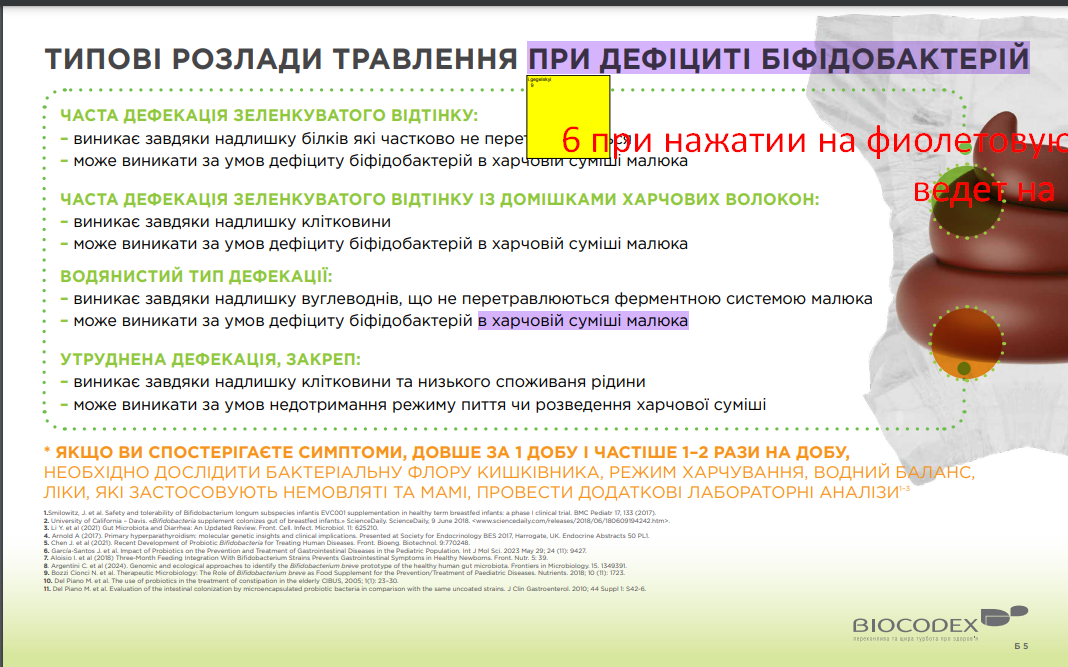 ТИПОВІ РОЗЛАДИ ТРАВЛЕННЯ ПРИ ДЕФІЦИТІ БІФІДОБАКТЕРІЙ
ЧАСТА ДЕФЕКАЦІЯ ЗЕЛЕНКУВАТОГО ВІДТІНКУ:
– виникає завдяки надлишку білків які частково не
6 при нажатии на фиолетовую
– може виникати за умов дефіциту біфідобактерій в харчовій суміші малюка
ведет на
ЧАСТА ДЕФЕКАЦІЯ ЗЕЛЕНКУВАТОГО ВІДТІНКУ ІЗ ДОМІШКАМИ ХАРЧОВИХ ВОЛОКОН:
– виникає завдяки надлишку клітковини
– може виникати за умов дефіциту біфідобактерій в харчовій суміші малюка
ВОДЯНИСТИЙ ТИП ДЕФЕКАЦІЇ:
– виникає завдяки надлишку вуглеводнів, що не перетравлюються ферментною системою малюка
– може виникати за умов дефіциту біфідобактерій в харчовій суміші малюка
УТРУДНЕНА ДЕФЕКАЦІЯ, ЗАКРЕП:
– виникає завдяки надлишку клітковини та низького споживаня рідини
– може виникати за умов недотримання режиму пиття чи розведення харчової суміші
* ЯКЩО ВИ СПОСТЕРІГАЄТЕ СИМПТОМИ, ДОВШЕ ЗА 1 ДОБУ І ЧАСТІШЕ 1–2 РАЗИ НА ДОБУ,
НЕОБХІДНО ДОСЛІДИТИ БАКТЕРІАЛЬНУ ФЛОРУ КИШКІВНИКА, РЕЖИМ ХАРЧУВАННЯ, ВОДНИЙ БАЛАНС,
ЛІКИ, ЯКІ ЗАСТОСОВУЮТЬ НЕМОВЛЯТІ ТА МАМІ, ПРОВЕСТИ ДОДАТКОВІ ЛАБОРАТОРНІ АНАЛІЗИ¹⁻³
1.Smilowitz, J. et al. Safety and tolerability of Bifidobacterium longum subspecies infantis EVC001 supplementation in healthy term breastfed infants: a phase I clinical trial. BMC Pediatr 17, 133 (2017).
2. University of California – Davis. «Bifidobacteria supplement colonizes gut of breastfed infants.» ScienceDaily. ScienceDaily, 9 June 2018. <www.sciencedaily.com/releases/2018/06/180609194242.htm>.
3. Li Y. et al (2021) Gut Microbiota and Diarrhea: An Updated Review. Front. Cell. Infect. Microbiol. 11: 625210.
4. Arnold A (2017). Primary hyperparathyroidism: molecular genetic insights and clinical implications. Presented at Society for Endocrinology BES 2017, Harrogate, UK. Endocrine Abstracts 50 PL1.
5. Chen J. et al (2021). Recent Development of Probiotic Bifidobacteria for Treating Human Diseases. Front. Bioeng. Biotechnol. 9:770248.
6. García-Santos J. et al. Impact of Probiotics on the Prevention and Treatment of Gastrointestinal Diseases in the Pediatric Population. Int J Mol Sci. 2023 May 29; 24 (11): 9427.
7. Aloisio I. et al (2018) Three-Month Feeding Integration With Bifidobacterium Strains Prevents Gastrointestinal Symptoms in Healthy Newborns. Front. Nutr. 5: 39.
8. Argentini C. et al (2024). Genomic and ecological approaches to identify the Bifidobacterium breve prototype of the healthy human gut microbiota. Frontiers in Microbiology. 15. 1349391.
9. Bozzi Cionci N. et al. Therapeutic Microbiology: The Role of Bifidobacterium breve as Food Supplement for the Prevention/Treatment of Paediatric Diseases. Nutrients. 2018; 10 (11): 1723.
10. Del Piano M. et al. The use of probiotics in the treatment of constipation in the elderly CIBUS, 2005; 1(1): 23–30.
11. Del Piano M. et al. Evaluation of the intestinal colonization by microencapsulated probiotic bacteria in comparison with the same uncoated strains. J Clin Gastroenterol. 2010; 44 Suppl 1: S42-6.
BIOCODEX
переконливо та щира турбота про здоров'я.
Б 5